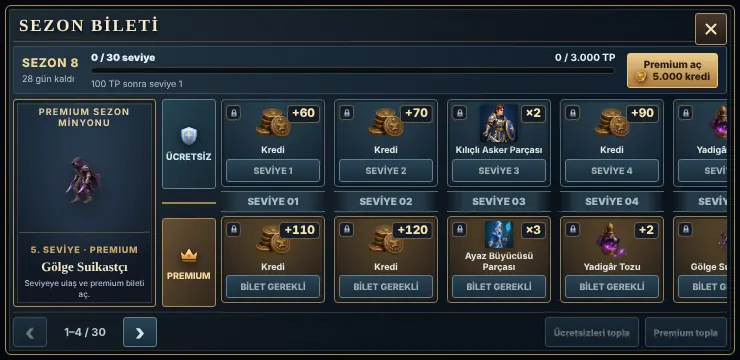 SEZON BİLETİ
×
SEZON 8
28 gün kaldı
0 / 30 seviye
0 / 3.000 TP
100 TP sonra seviye 1
Premium aç
5.000 kredi
PREMIUM SEZON
MİNYONU
5. SEVİYE · PREMIUM
Gölge Suikastçı
Seviyeye ulaş ve premium bileti
aç.
ÜCRETSİZ
+60
Kredi
SEVİYE 1
+70
Kredi
SEVİYE 2
×2
Kılıçlı Asker Parçası
SEVİYE 3
+90
Kredi
SEVİYE 4
Yadigâ
SEVİYE 01
SEVİYE 02
SEVİYE 03
SEVİYE 04
SEVİY
PREMIUM
+110
Kredi
BİLET GEREKLİ
+120
Kredi
BİLET GEREKLİ
×3
Ayaz Büyücüsü
Parçası
BİLET GEREKLİ
+2
Yadigâr Tozu
BİLET GEREKLİ
Gölge Su
‹
1–4 / 30
›
Ücretsizleri topla
Premium topla